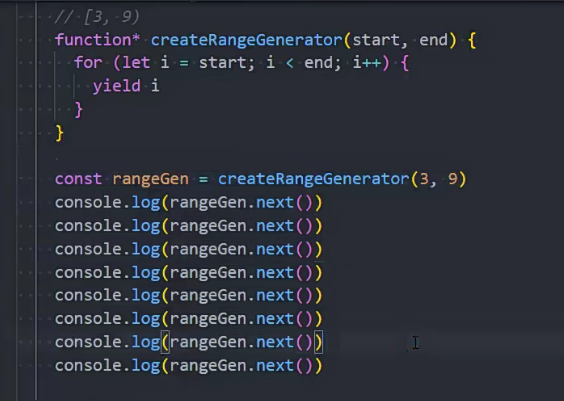 // [3, 9)
function* createRangeGenerator(start, end) {
for (let i = start; i < end; i++) {
yield i
}
}
const rangeGen = createRangeGenerator(3, 9)
console.log(rangeGen.next())
console.log(rangeGen.next())
console.log(rangeGen.next())
console.log(rangeGen.next())
console.log(rangeGen.next())
console.log(rangeGen.next())
console.log(rangeGen.next())
console.log(rangeGen.next())